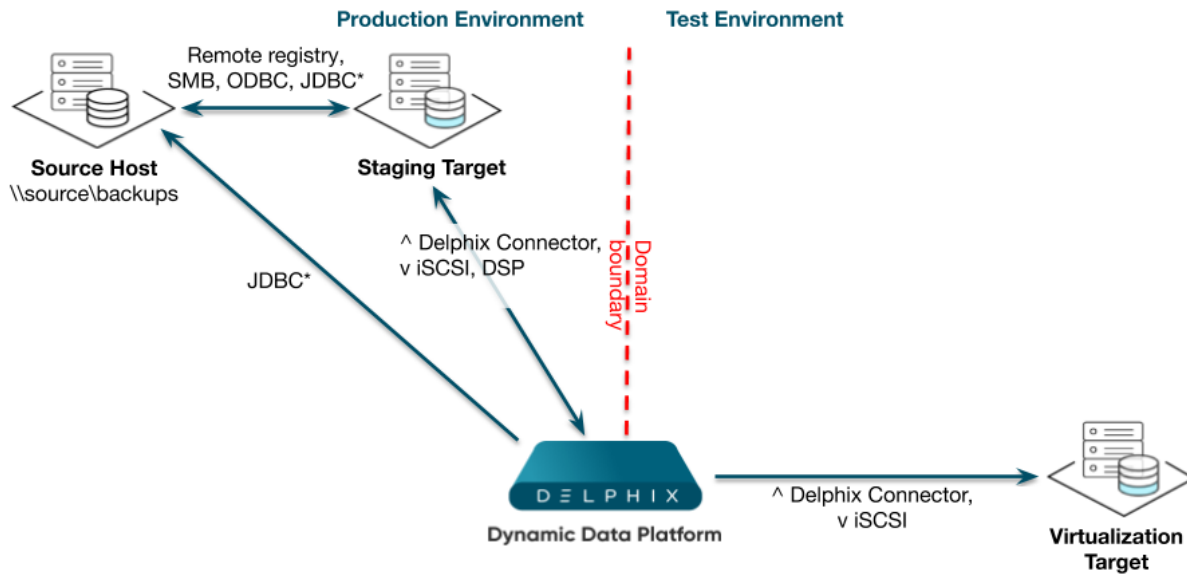 Production Environment
Test Environment
Remote registry,
SMB, ODBC, JDBC*
Source Host
\\source\backups
Staging Target
^ Delphix Connector,
v iSCSI, DSP
JDBC*
Domain
boundary
DELPHIX
Dynamic Data Platform
^ Delphix Connector,
v iSCSI
Virtualization
Target